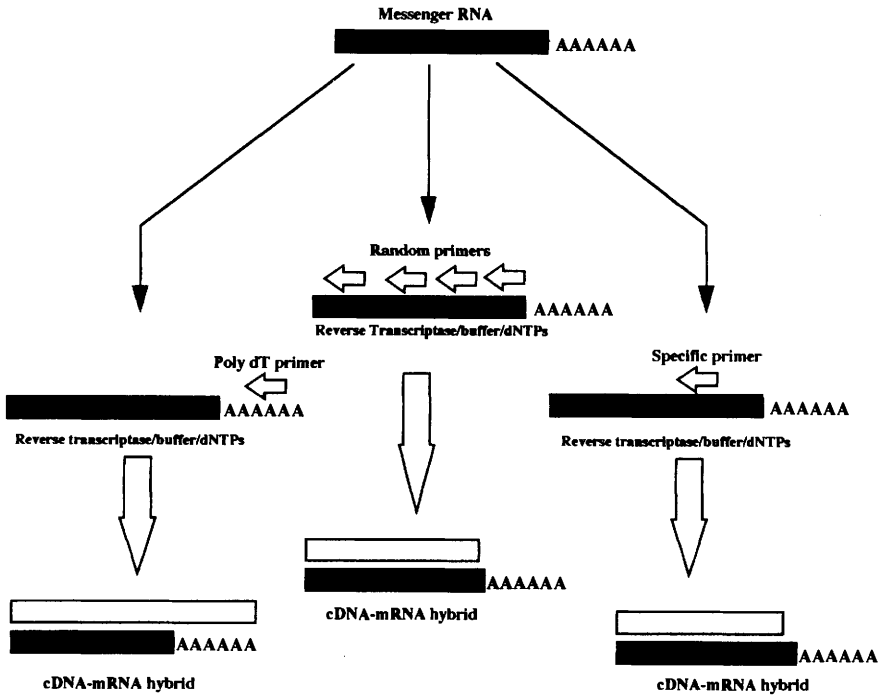 Messenger RNA
AAAAAA
Random primers
AAAAAA
Reverse Transcriptase/buffer/dNTPs
Poly dT primer
AAAAAA
Reverse transcriptase/buffer/dNTPs
Specific primer
AAAAAA
Reverse transcriptase/buffer/dNTPs
AAAAAA
cDNA-mRNA hybrid
AAAAAA
cDNA-mRNA hybrid
AAAAAA
cDNA-mRNA hybrid